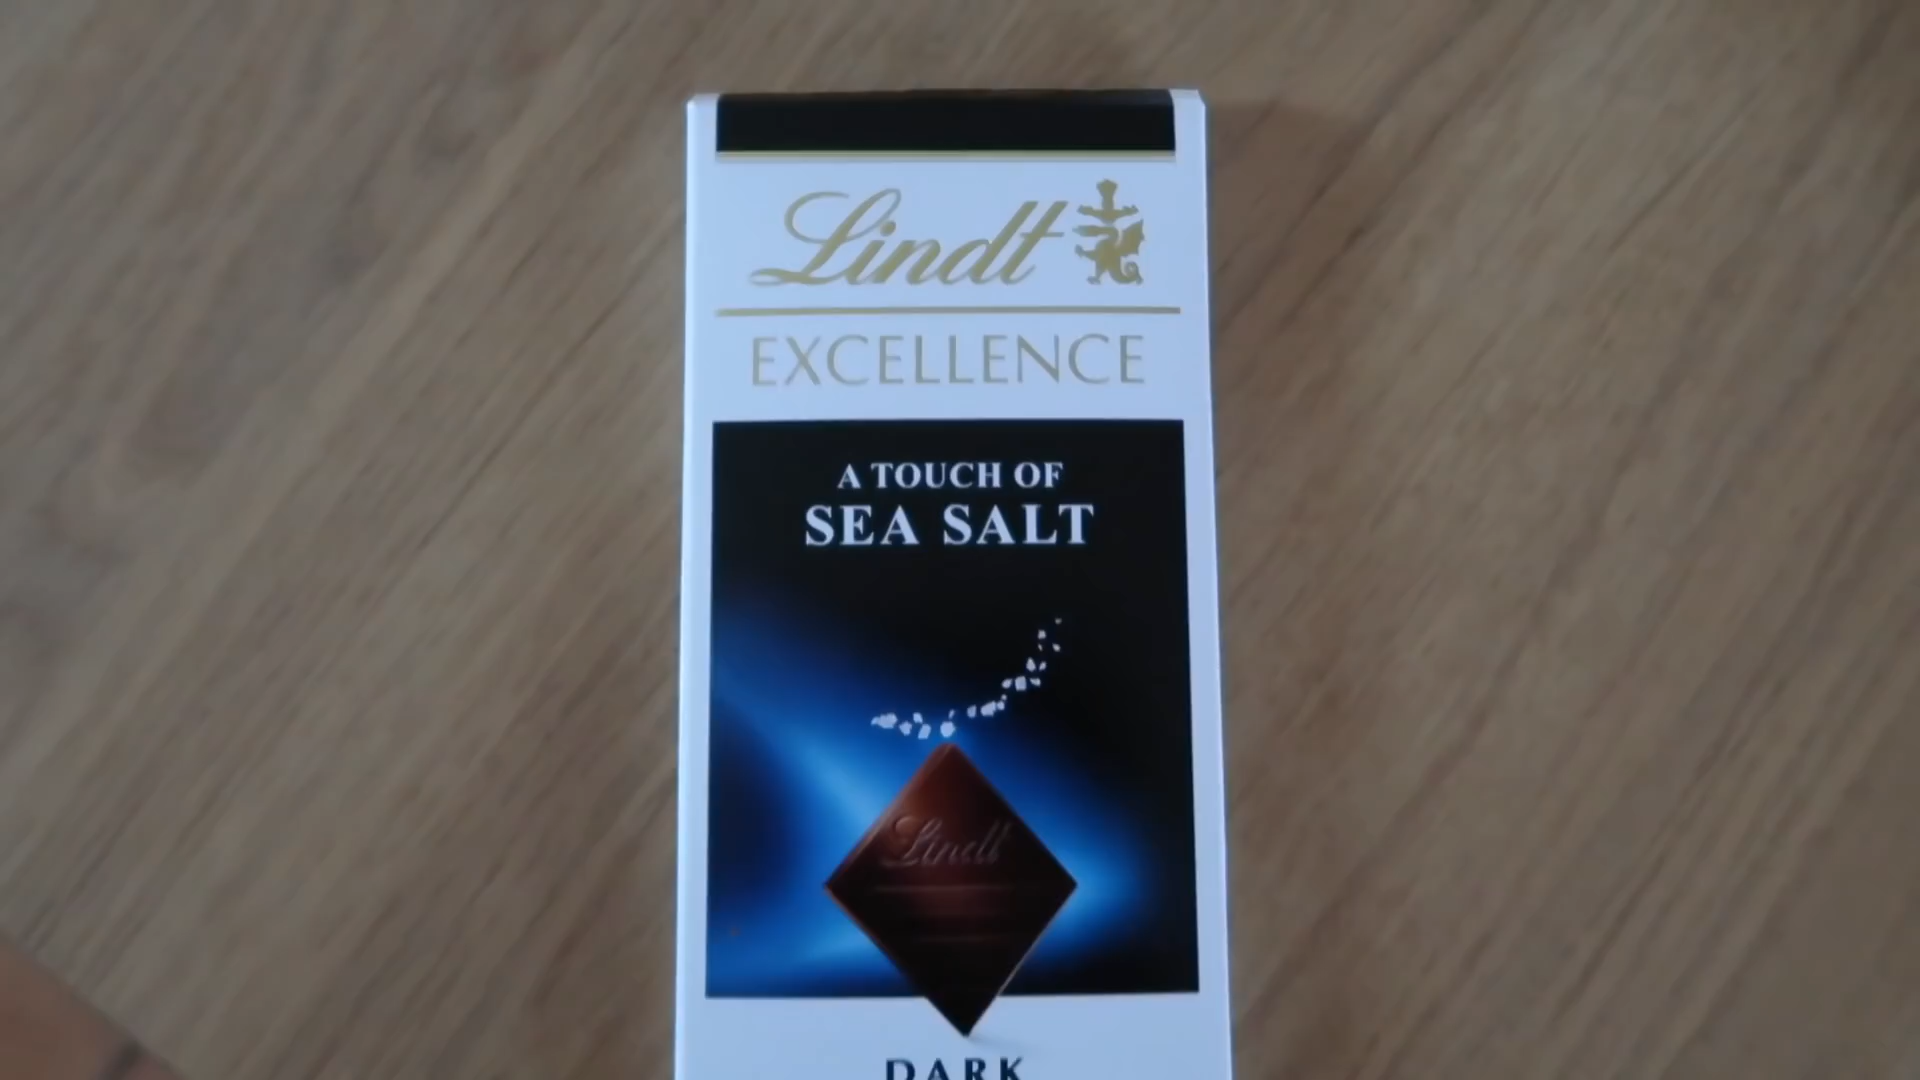 Lindt
EXCELLENCE
A TOUCH OF
SEA SALT
Lindt
DARK